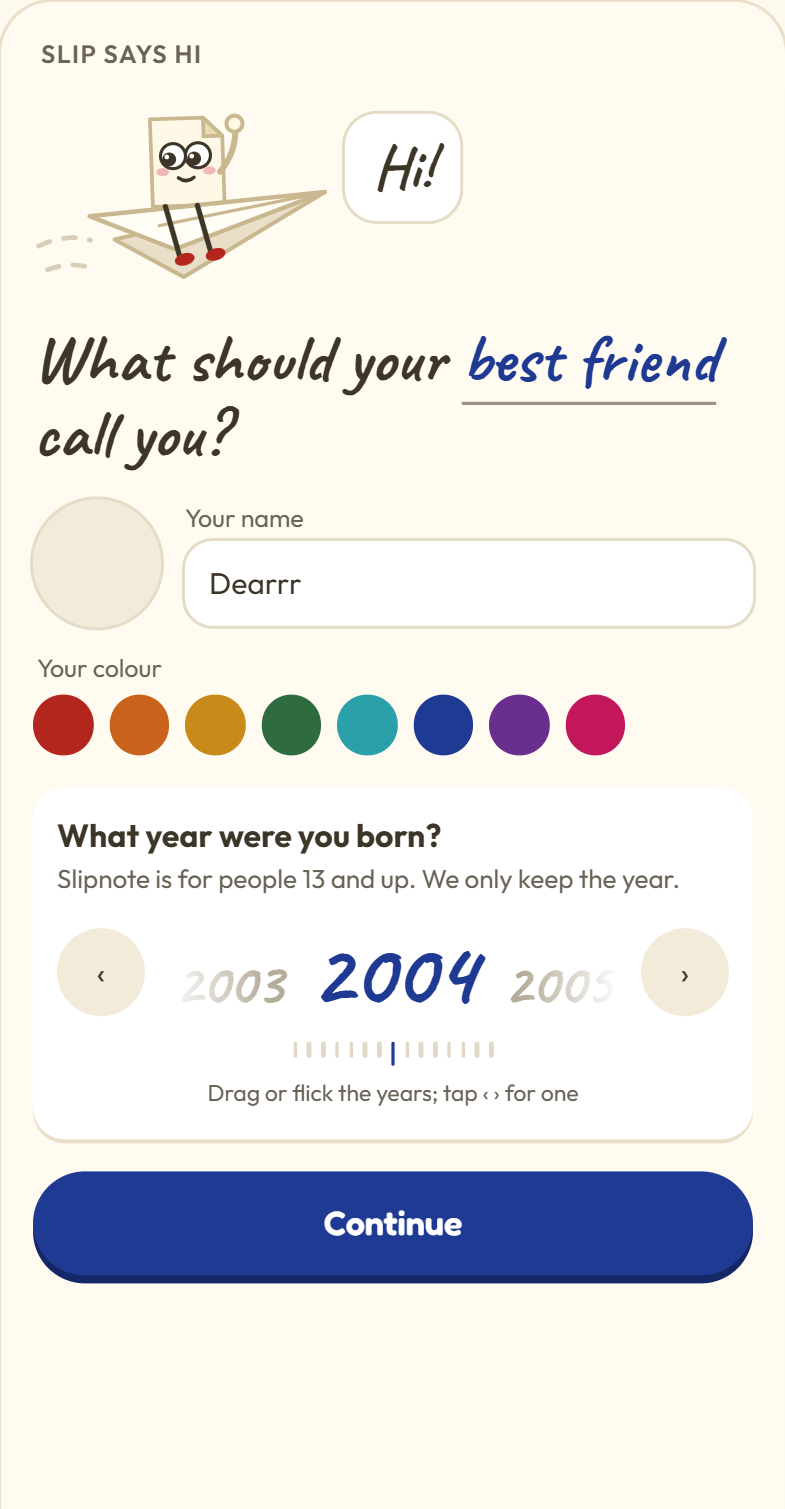 SLIP SAYS HI
Hi!
What should your best friend
call you?
Your name
Dearrr
Your colour
What year were you born?
Slipnote is for people 13 and up. We only keep the year.
‹ 2003 2004 2005 ›
Drag or flick the years; tap ‹ › for one
Continue